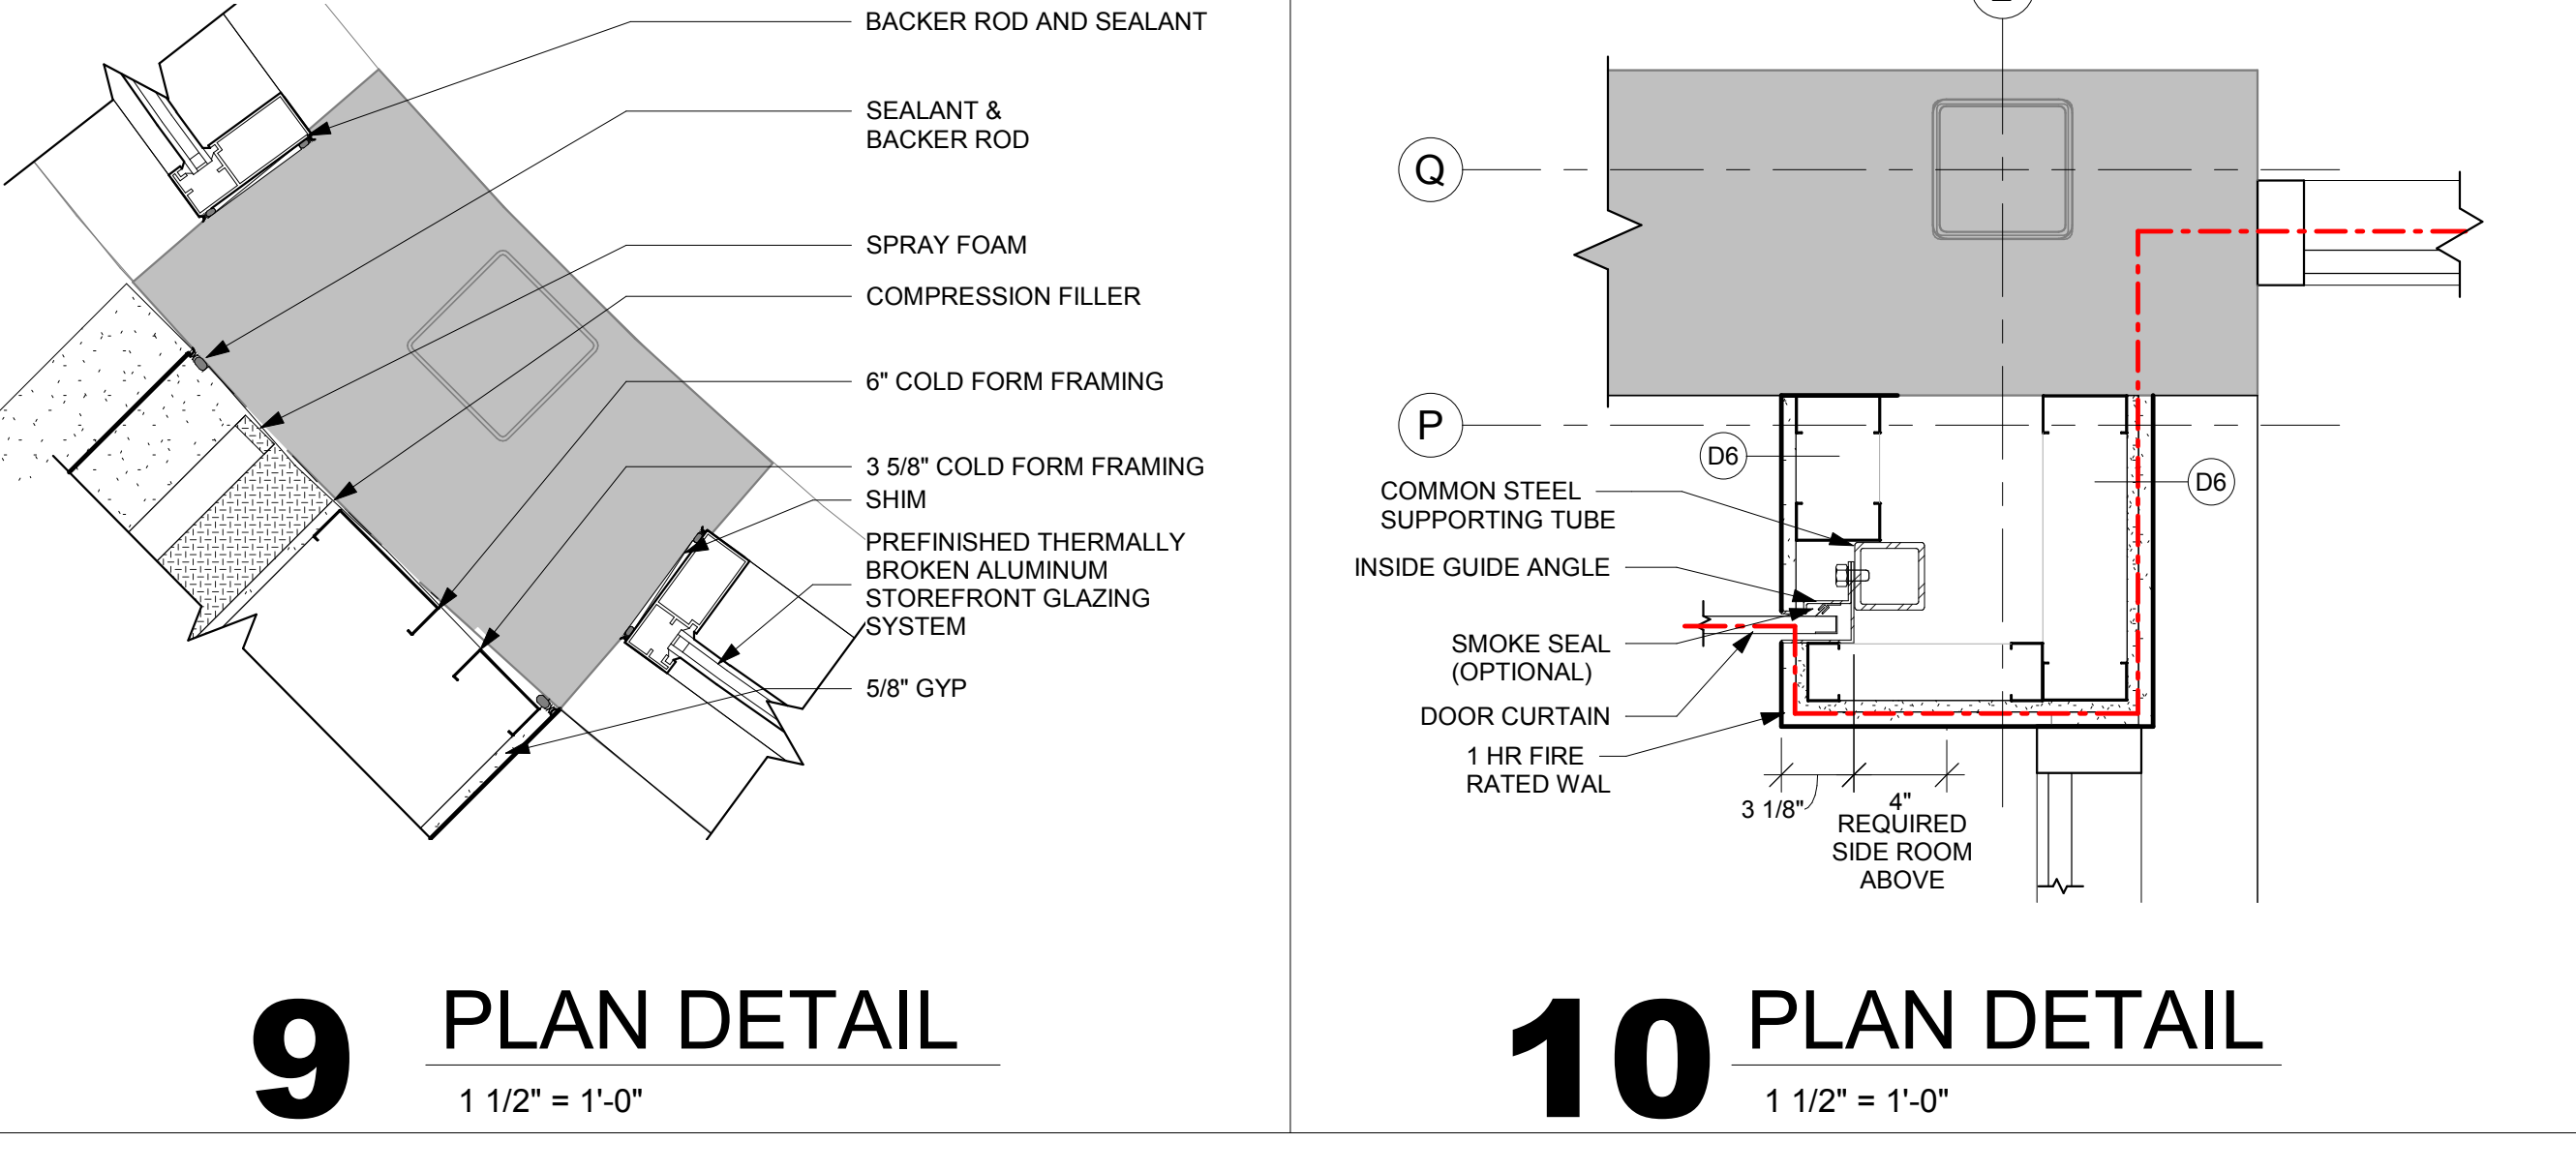 BACKER ROD AND SEALANT
SEALANT &
BACKER ROD
SPRAY FOAM
COMPRESSION FILLER
6" COLD FORM FRAMING
3 5/8" COLD FORM FRAMING
SHIM
PREFINISHED THERMALLY
BROKEN ALUMINUM
STOREFRONT GLAZING
SYSTEM
5/8" GYP
9
PLAN DETAIL
1 1/2" = 1'-0"
Q
P
D6
D6
COMMON STEEL
SUPPORTING TUBE
INSIDE GUIDE ANGLE
SMOKE SEAL
(OPTIONAL)
DOOR CURTAIN
1 HR FIRE
RATED WAL
3 1/8"
4"
REQUIRED
SIDE ROOM
ABOVE
10
PLAN DETAIL
1 1/2" = 1'-0"